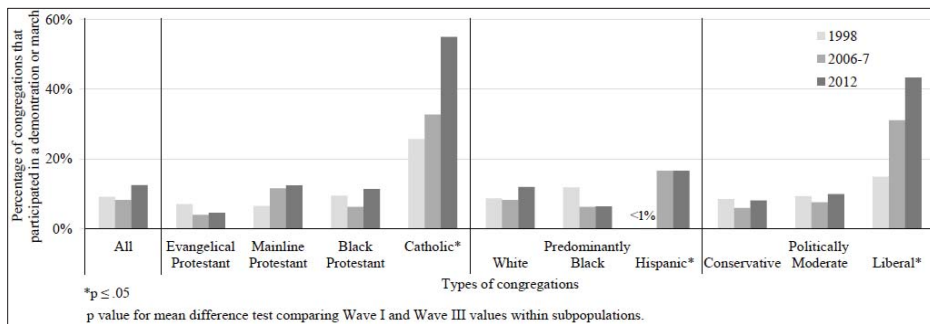 Percentage of congregations that
participated in a demontration or march
60%
40%
20%
0%
1998
2006-7
2012
<1%
All
Evangelical
Protestant
Mainline
Protestant
Black
Protestant
Catholic*
Predominantly
White
Black
Hispanic*
Politically
Conservative
Moderate
Liberal*
Types of congregations
*p ≤ .05
p value for mean difference test comparing Wave I and Wave III values within subpopulations.